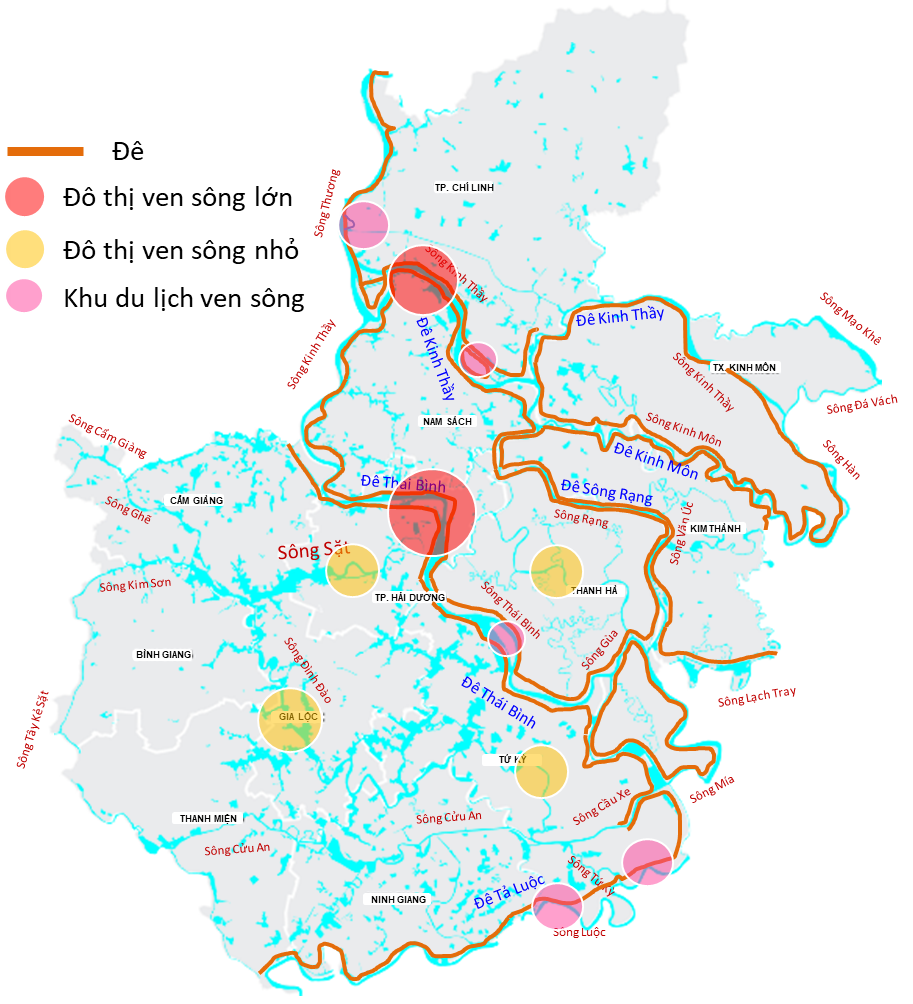 Đê
Đô thị ven sông lớn
Đô thị ven sông nhỏ
Khu du lịch ven sông
TP. CHÍ LINH
Sông Thương
Sông Kinh Thầy
Đê Kinh Thầy
Sông Mạo Khê
Sông Kinh Thầy
Đê Kinh Thầy
Sông Kinh Thầy
TX. KINH MÔN
Sông Đá Vách
NAM SÁCH
Sông Kinh Môn
Sông Cẩm Giàng
Đê Kinh Môn
Sông Hàn
Đê Thái Bình
Đê Sông Rạng
CẨM GIÀNG
Sông Ghẽ
Sông Rạng
Sông Văn Úc
KIM THÀNH
Sông Sặt
Sông Kim Sơn
TP. HẢI DƯƠNG
THANH HÀ
Sông Thái Bình
BÌNH GIANG
Sông Đình Đào
Sông Gùa
Đê Thái Bình
Sông Lạch Tray
Sông Tây Kẻ Sặt
GIA LỘC
TỨ KỲ
Sông Mía
THANH MIỆN
Sông Cửu An
Sông Cầu Xe
Sông Cửu An
Sông Tứ Kỳ
NINH GIANG
Đê Tả Luộc
Sông Luộc